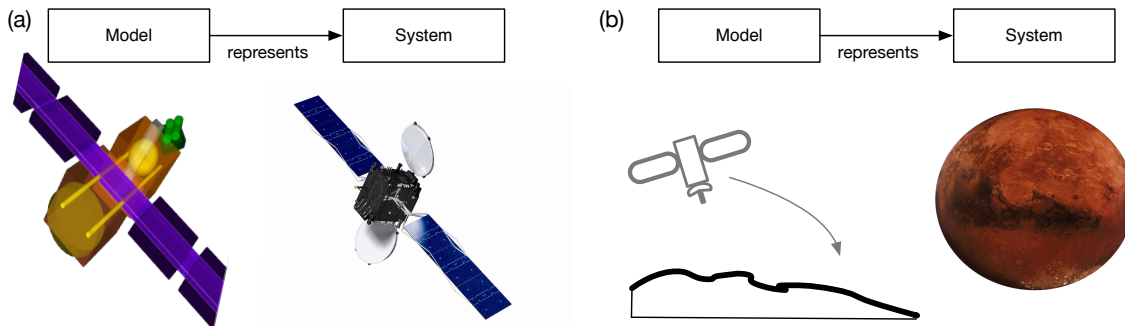 (a)
Model
System
represents
(b)
Model
System
represents